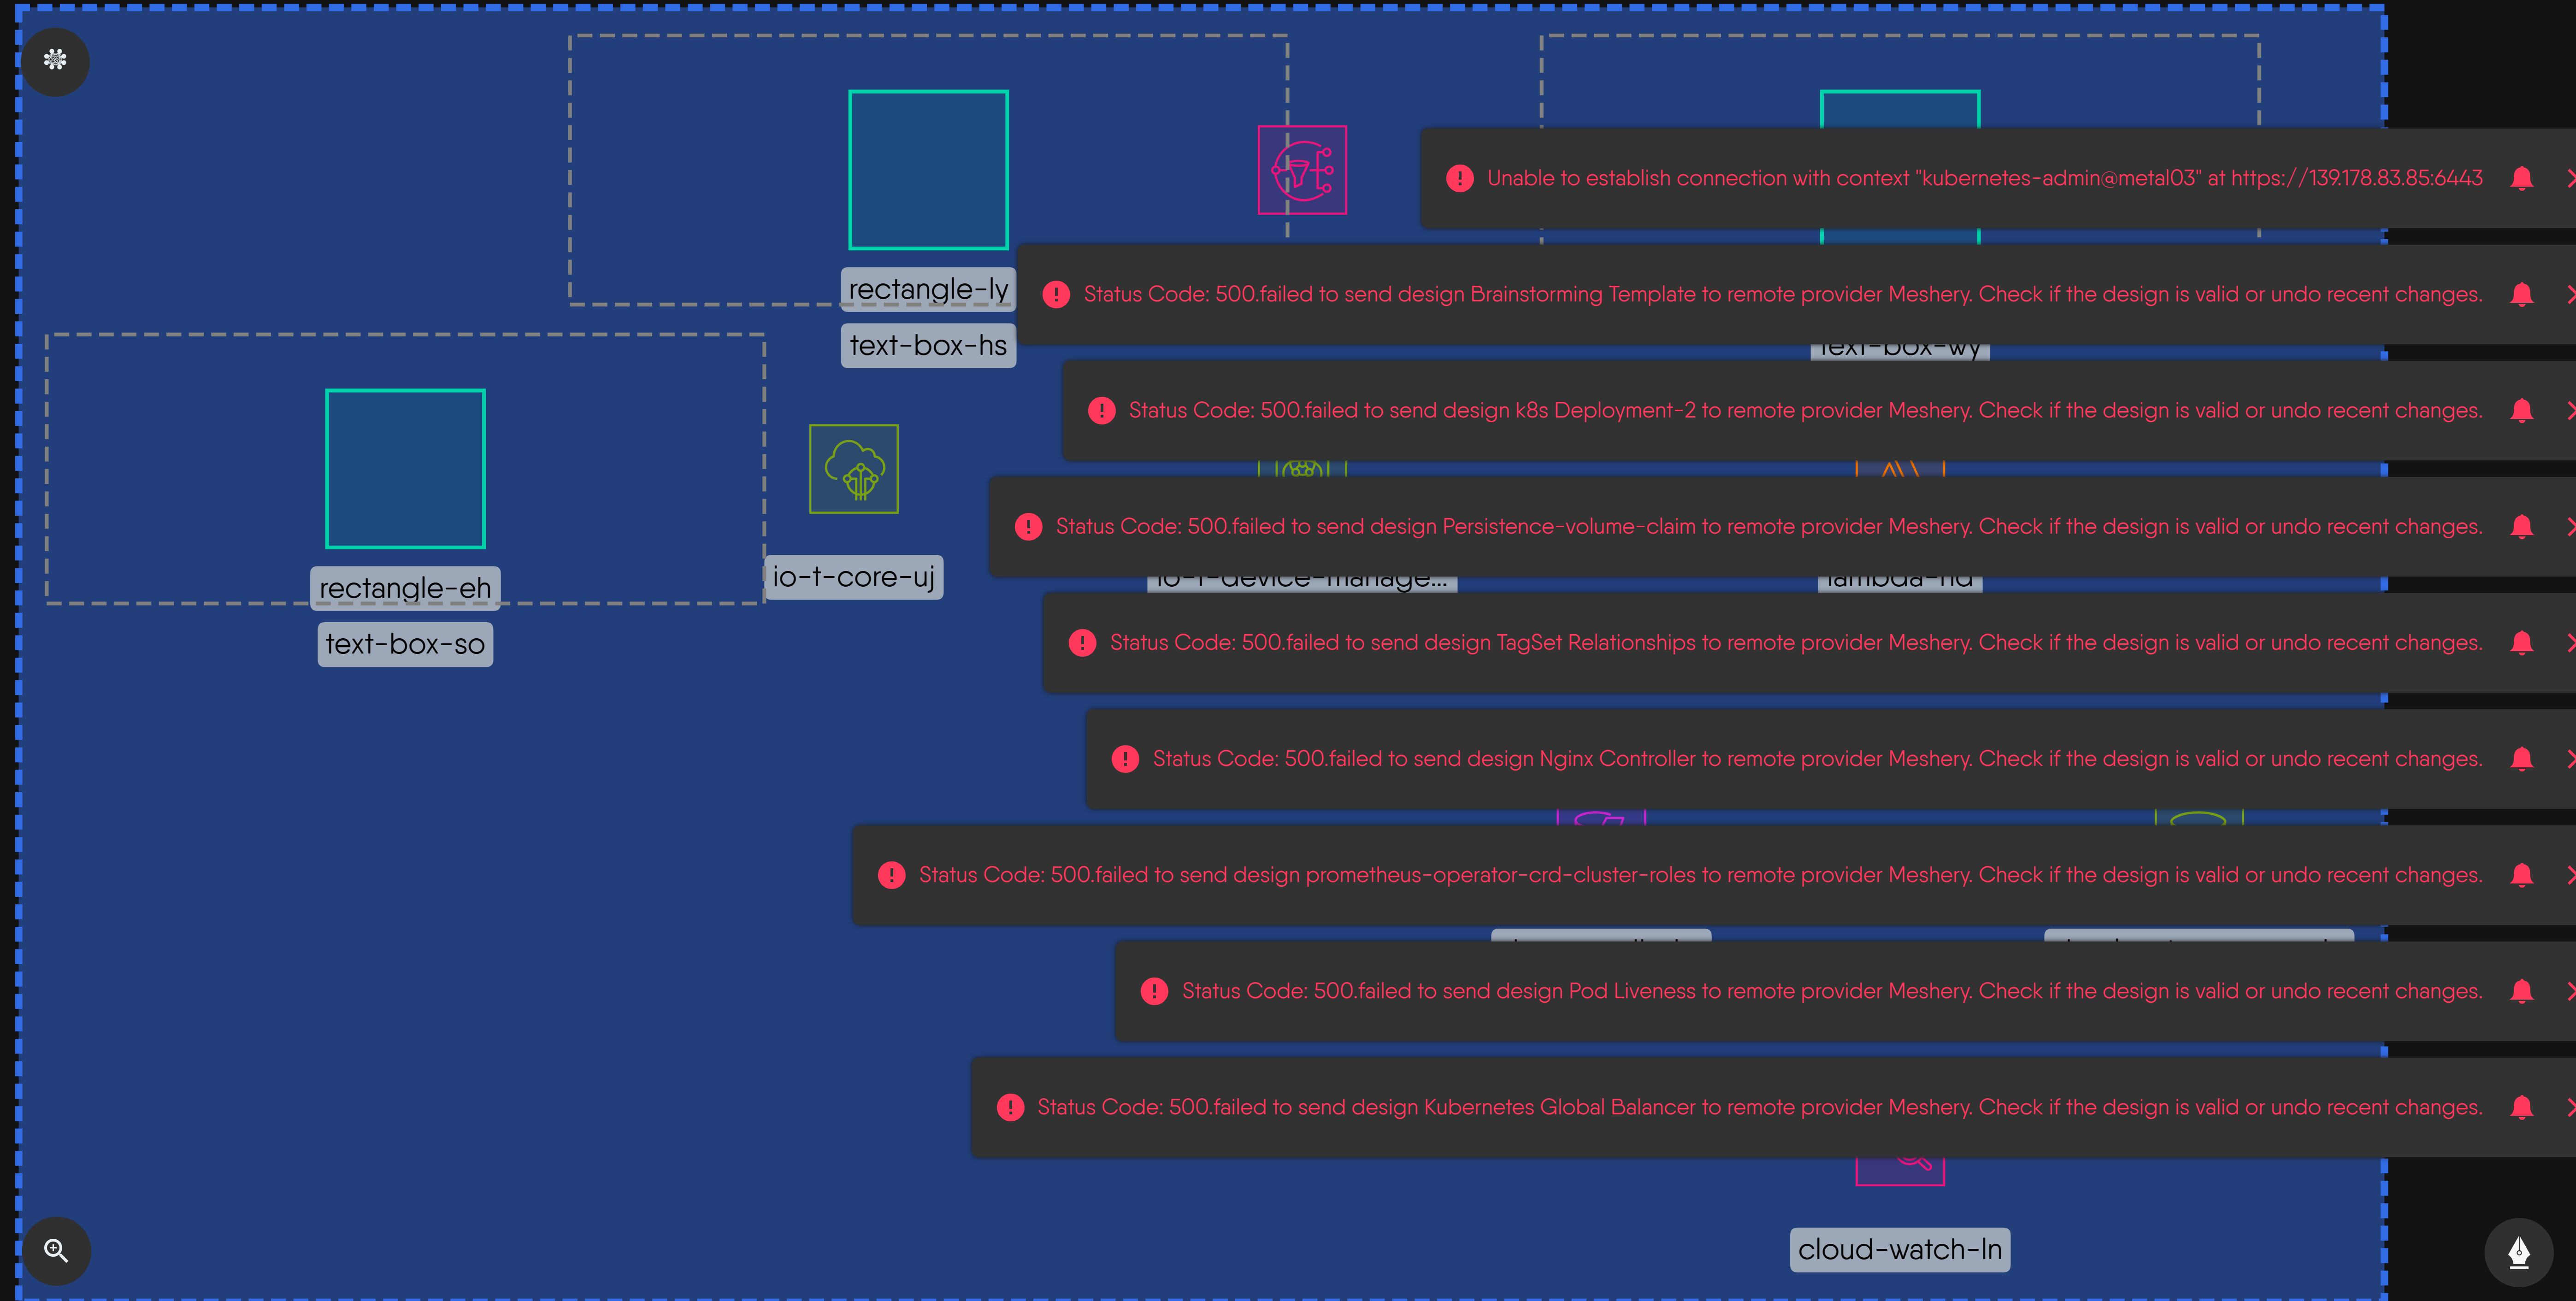 Unable to establish connection with context "kubernetes-admin@metal03" at https://139.178.83.85:6443
rectangle-ly
Status Code: 500.failed to send design Brainstorming Template to remote provider Meshery. Check if the design is valid or undo recent changes.
text-box-hs
text-box-wy
Status Code: 500.failed to send design k8s Deployment-2 to remote provider Meshery. Check if the design is valid or undo recent changes.
Status Code: 500.failed to send design Persistence-volume-claim to remote provider Meshery. Check if the design is valid or undo recent changes.
rectangle-eh
io-t-core-uj
io-t-device-manage...
text-box-so
Status Code: 500.failed to send design TagSet Relationships to remote provider Meshery. Check if the design is valid or undo recent changes.
Status Code: 500.failed to send design Nginx Controller to remote provider Meshery. Check if the design is valid or undo recent changes.
Status Code: 500.failed to send design prometheus-operator-crd-cluster-roles to remote provider Meshery. Check if the design is valid or undo recent changes.
Status Code: 500.failed to send design Pod Liveness to remote provider Meshery. Check if the design is valid or undo recent changes.
Status Code: 500.failed to send design Kubernetes Global Balancer to remote provider Meshery. Check if the design is valid or undo recent changes.
cloud-watch-ln